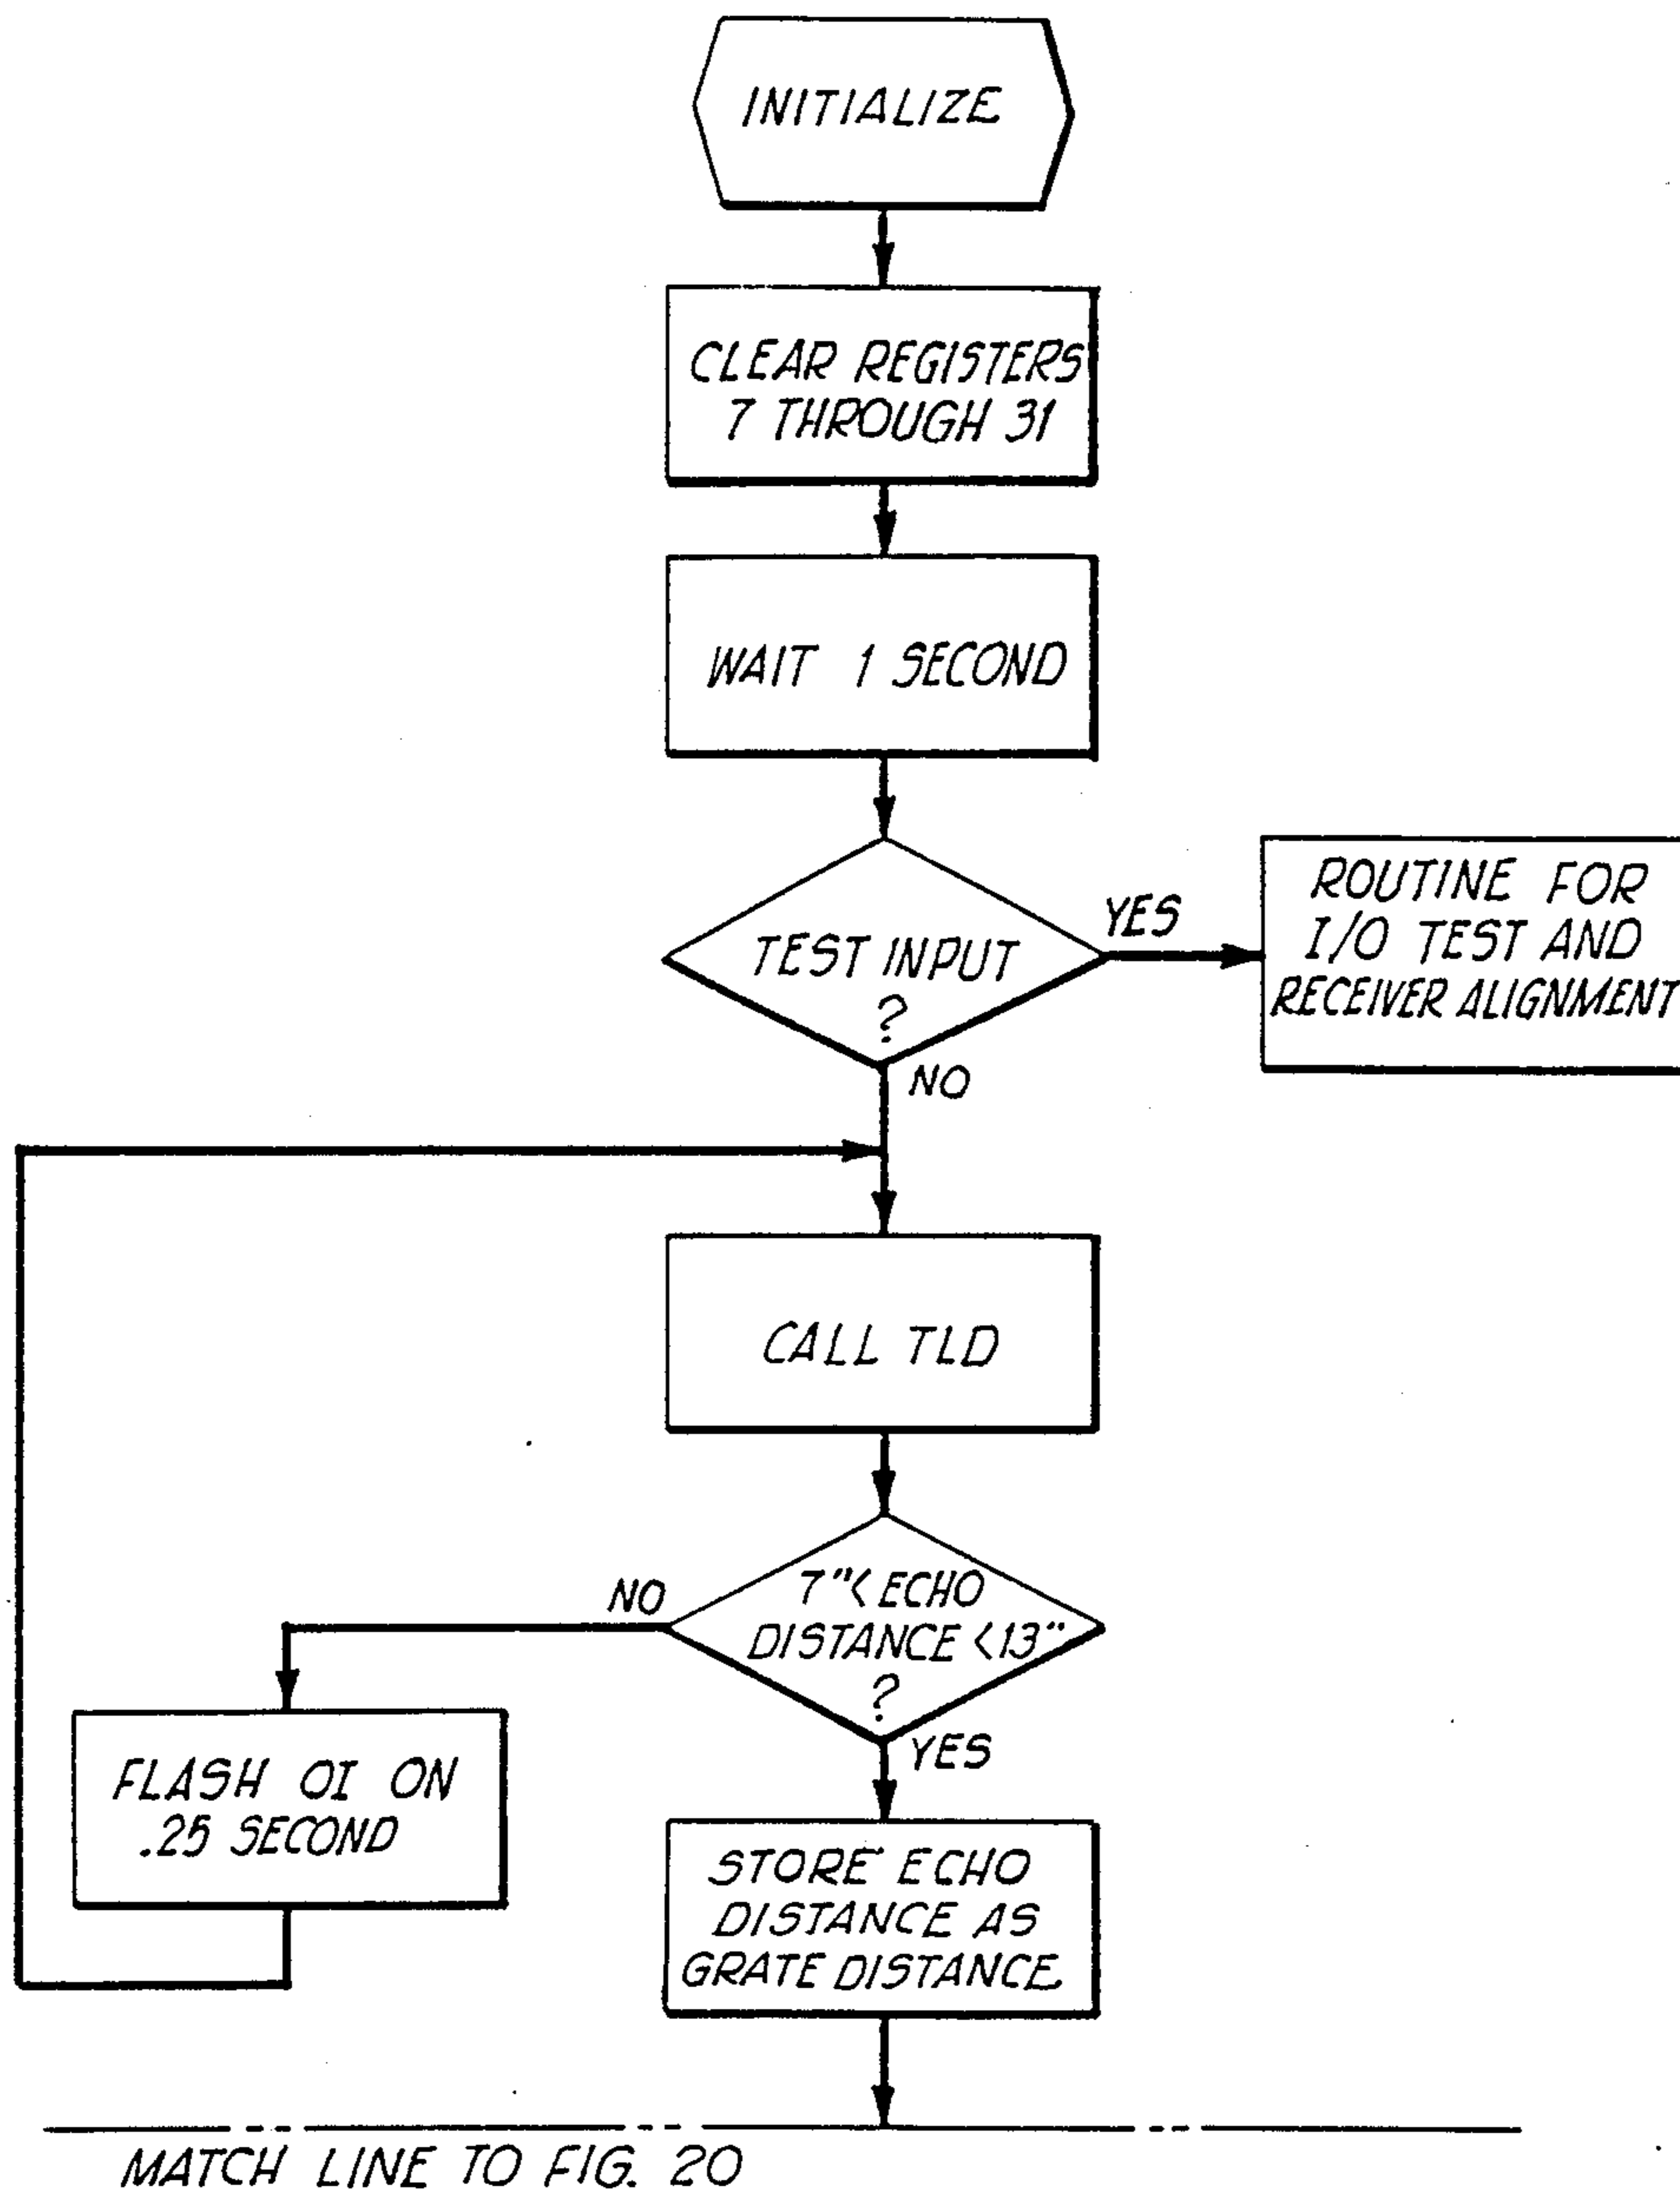 INITIALIZE
CLEAR REGISTERS
7 THROUGH 31
WAIT 1 SECOND
TEST INPUT
?
YES
ROUTINE FOR
I/O TEST AND
RECEIVER ALIGNMENT
NO
CALL TLD
7"< ECHO
DISTANCE <13"
?
NO
YES
FLASH OI ON
.25 SECOND
STORE ECHO
DISTANCE AS
GRATE DISTANCE.
MATCH LINE TO FIG. 20